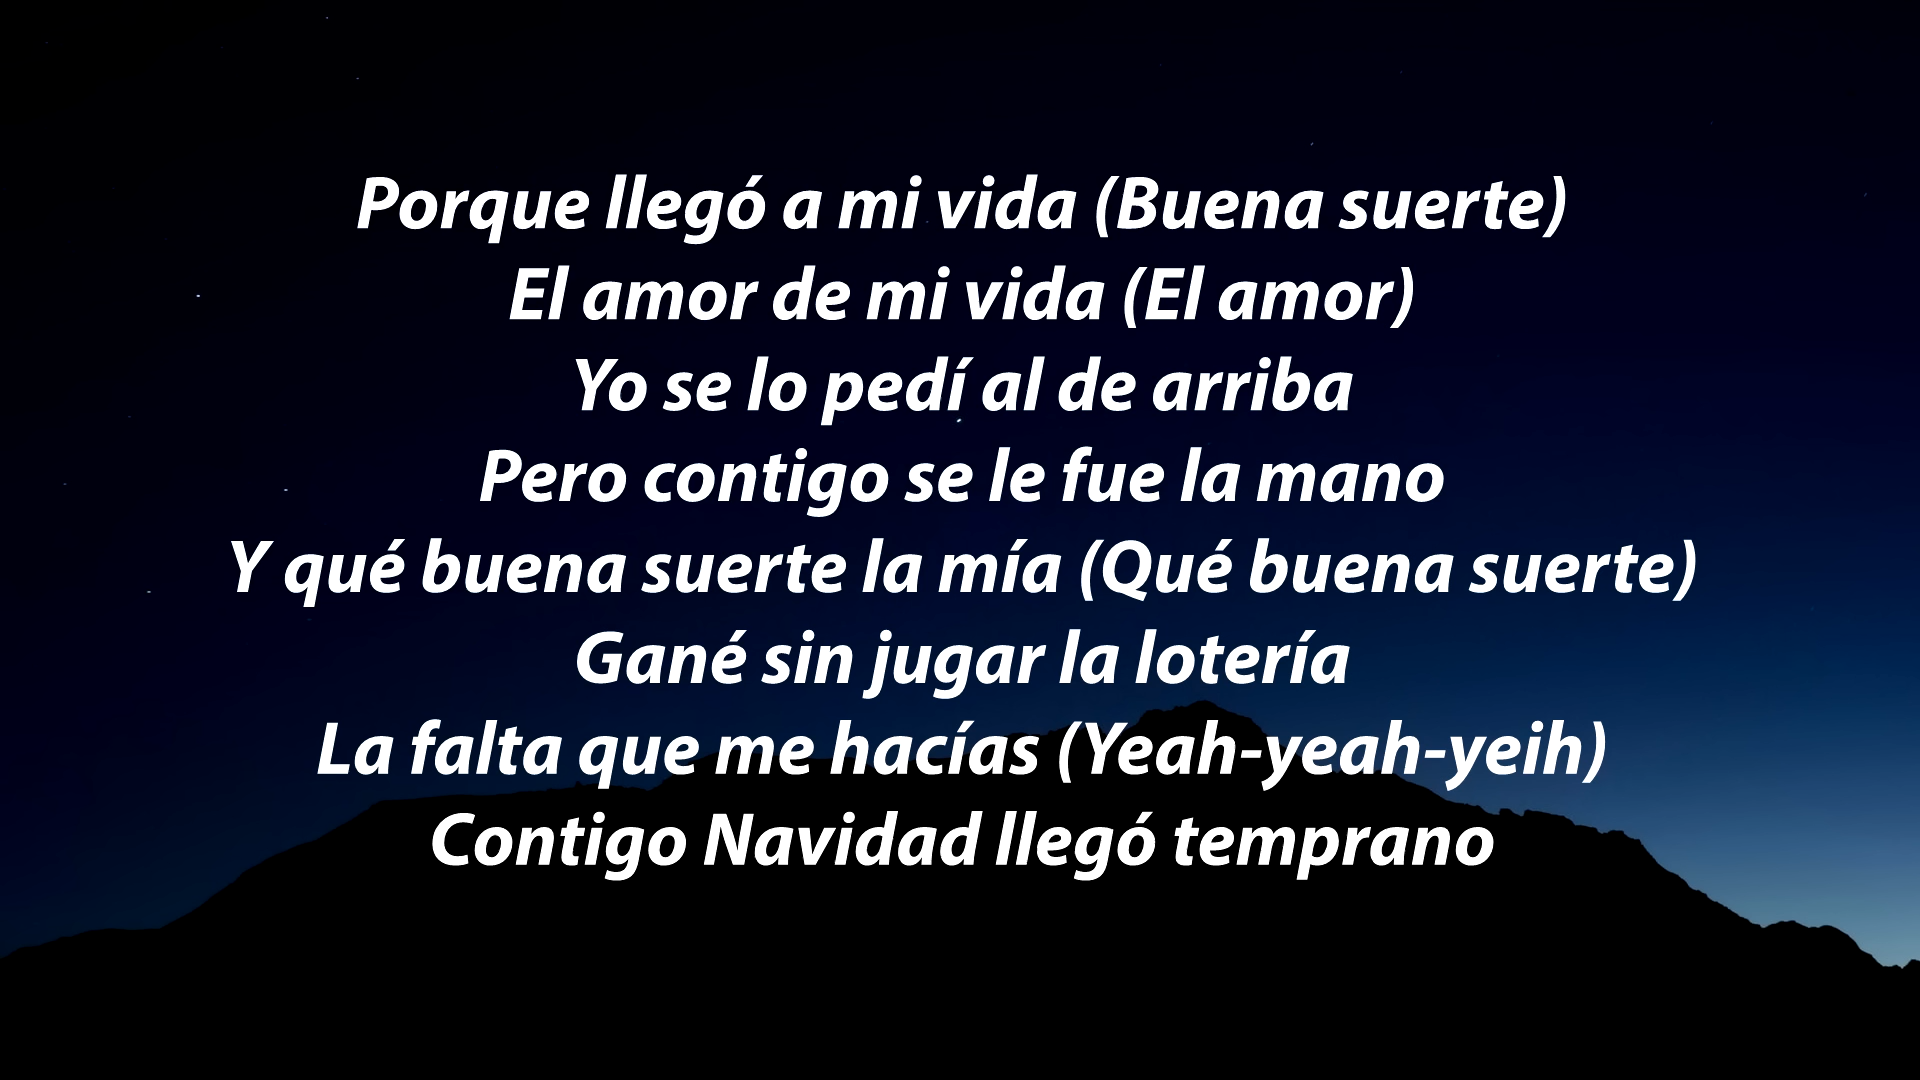 Porque llegó a mi vida (Buena suerte)
El amor de mi vida (El amor)
Yo se lo pedí al de arriba
Pero contigo se le fue la mano
Y qué buena suerte la mía (Qué buena suerte)
Gané sin jugar la lotería
La falta que me hacías (Yeah-yeah-yeih)
Contigo Navidad llegó temprano